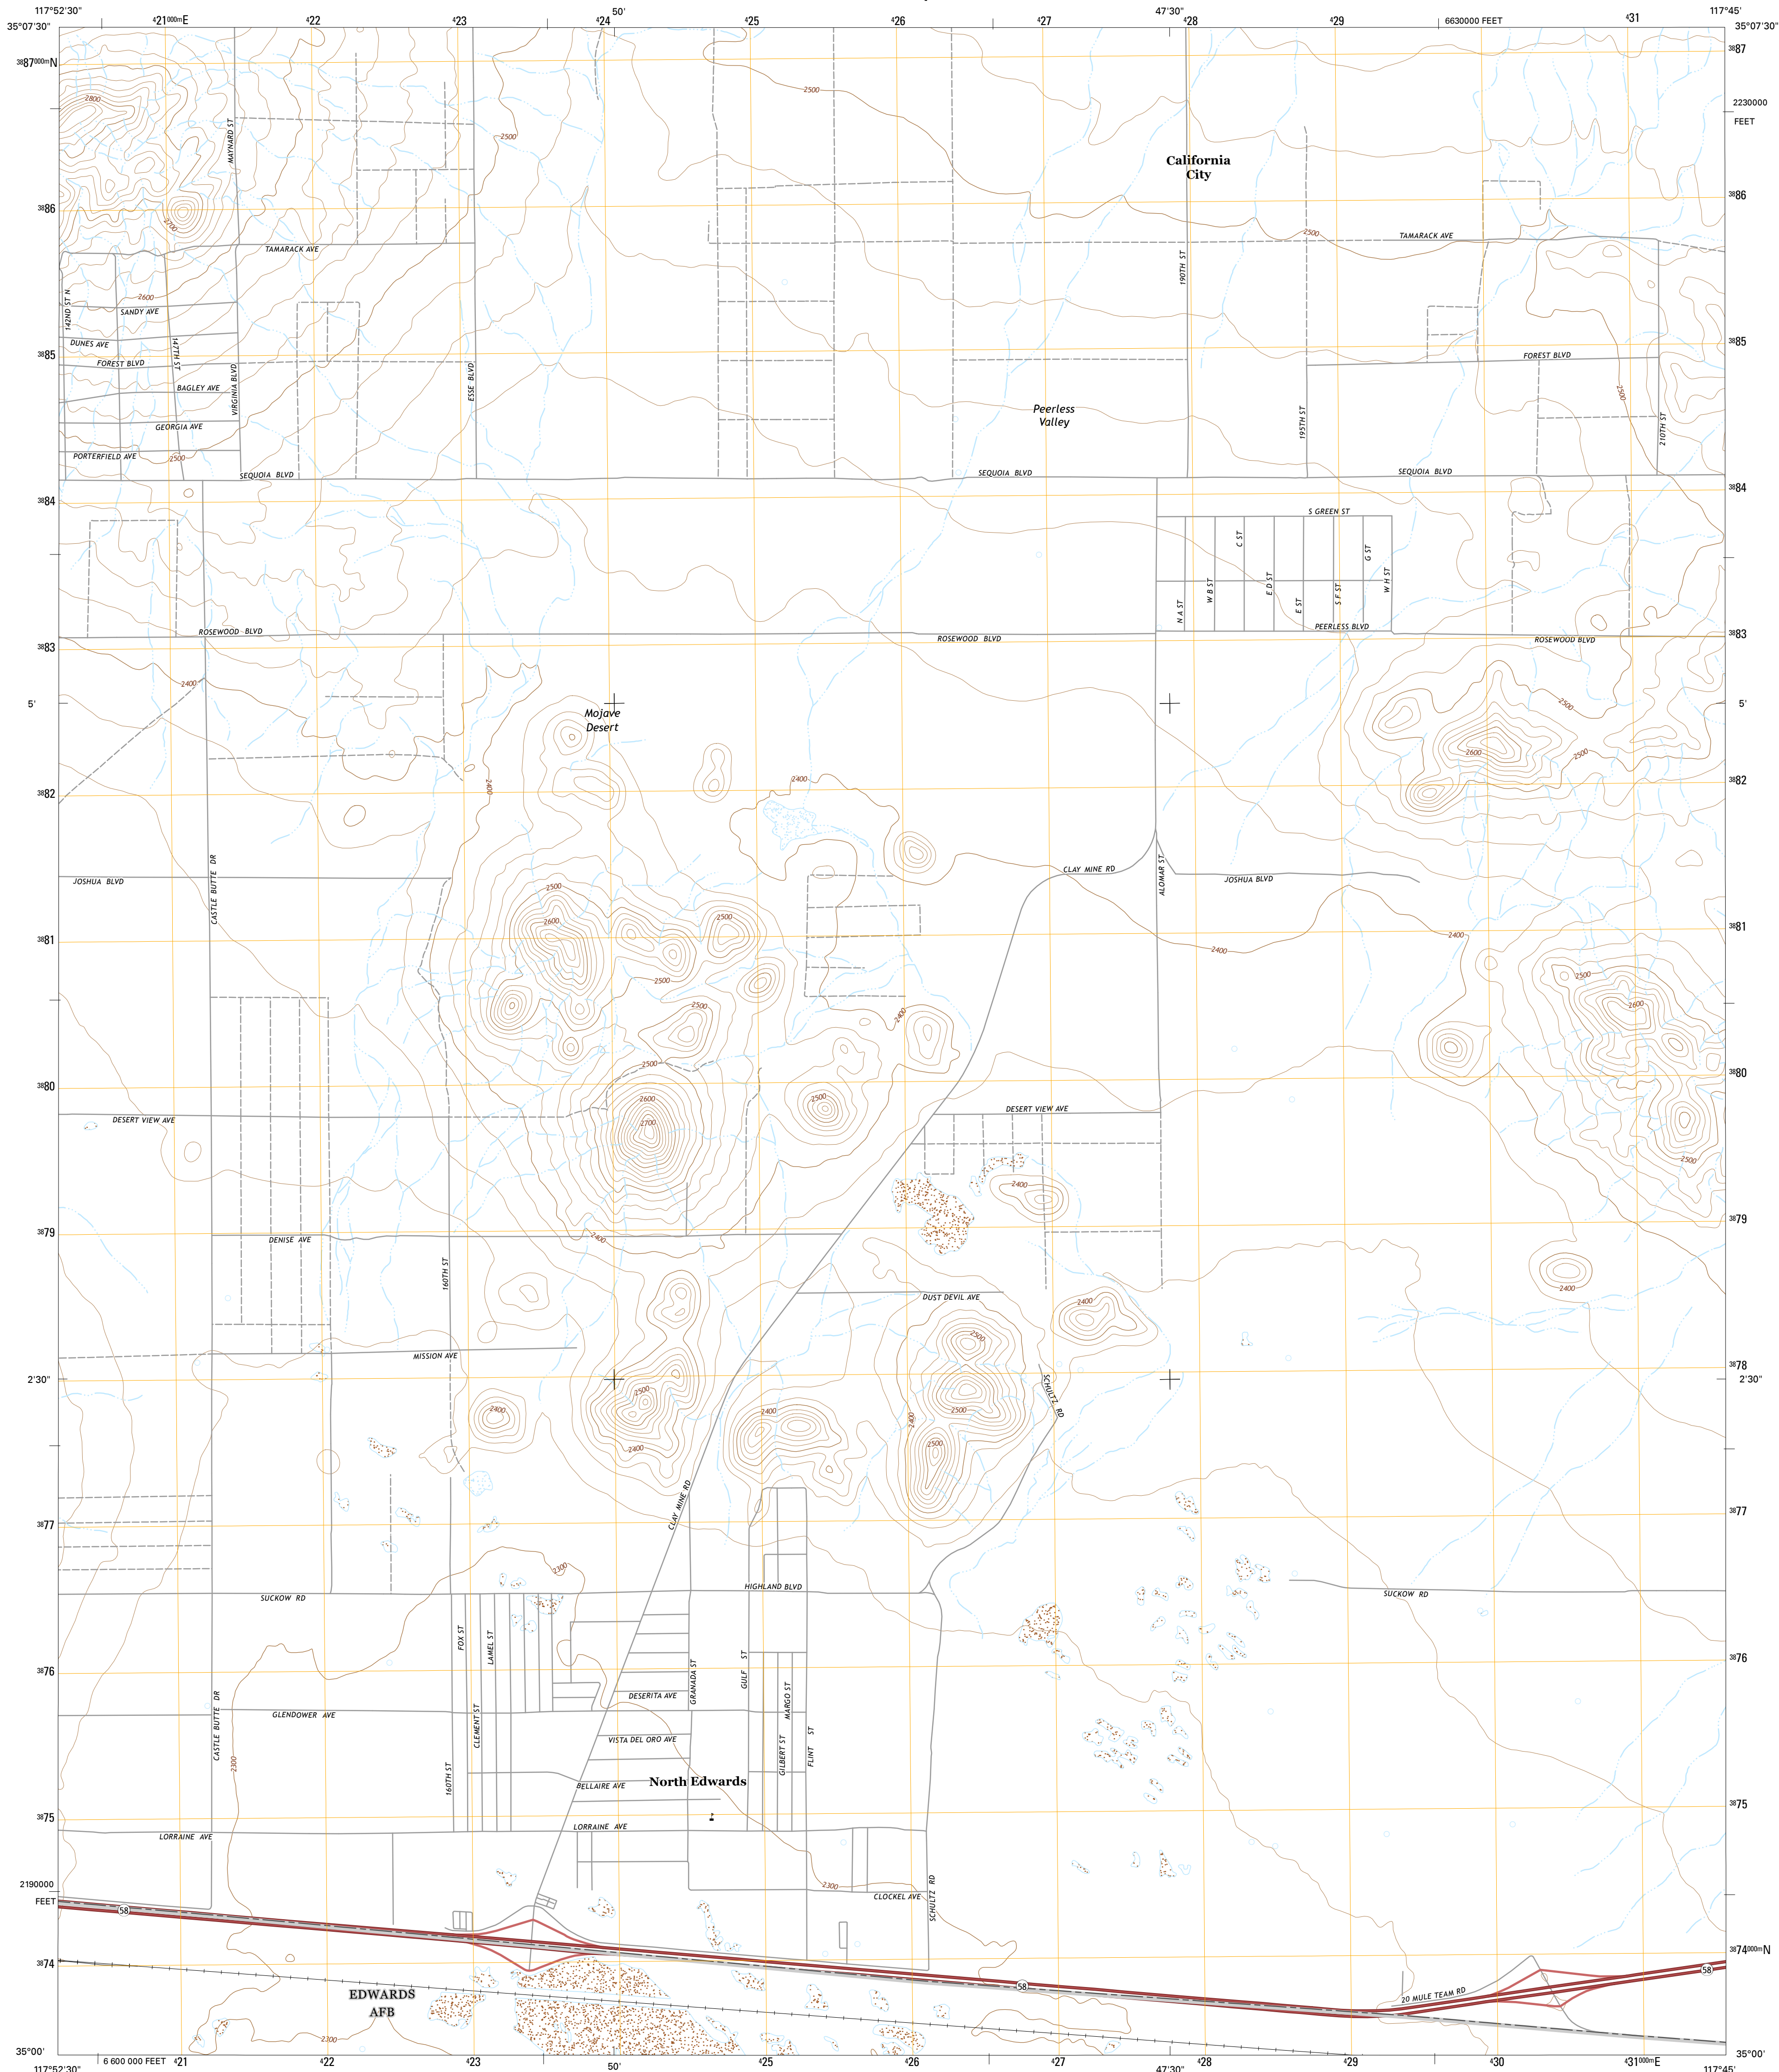 117°52'30"
⁴21⁰⁰⁰ᵐE
⁴22
⁴23
⁴24
50'
⁴25
⁴26
⁴27
47'30"
⁴28
⁴29
6630000 FEET
⁴31
117°45'
35°07'30"
35°07'30"
³⁸87⁰⁰⁰ᵐN
³⁸87
2500
2800
2230000
FEET
MAYNARD ST
2500
California
City
³⁸86
³⁸86
2700
TAMARACK AVE
2500
TAMARACK AVE
190TH ST
142ND ST N
2600
SANDY AVE
DUNES AVE
147TH ST
³⁸85
³⁸85
FOREST BLVD
FOREST BLVD
VIRGINIA BLVD
ESSE BLVD
BAGLEY AVE
2500
Peerless
Valley
GEORGIA AVE
195TH ST
210TH ST
PORTERFIELD AVE
2500
SEQUOIA BLVD
SEQUOIA BLVD
SEQUOIA BLVD
³⁸84
³⁸84
S GREEN ST
C ST
G ST
W B ST
E D ST
W H ST
N A ST
E ST
S F ST
PEERLESS BLVD
ROSEWOOD BLVD
ROSEWOOD BLVD
ROSEWOOD BLVD
³⁸83
³⁸83
2400
5'
5'
Mojave
Desert
2500
2600
2500
2400
2400
³⁸82
³⁸82
CASTLE BUTTE DR
JOSHUA BLVD
CLAY MINE RD
ALOMAR ST
JOSHUA BLVD
2500
2600
2500
³⁸81
³⁸81
2400
2400
2500
2500
2500
2600
2400
2500
³⁸80
³⁸80
2600
2500
2700
DESERT VIEW AVE
DESERT VIEW AVE
2500
2400
³⁸79
³⁸79
DENISE AVE
2400
160TH ST
2400
DUST DEVIL AVE
2400
2500
MISSION AVE
³⁸78
2'30"
2'30"
2500
SCHULTZ RD
2400
2400
2500
2400
2400
2500
CLAY MINE RD
³⁸77
³⁸77
2300
HIGHLAND BLVD
SUCKOW RD
SUCKOW RD
FOX ST
LAMEL ST
GULF ST
³⁸76
³⁸76
GRANADA ST
DESERITA AVE
MARGO ST
CASTLE BUTTE DR
GLENDOWER AVE
CLEMENT ST
VISTA DEL ORO AVE
GILBERT ST
FLINT ST
2300
160TH ST
BELLAIRE AVE
North Edwards
³⁸75
³⁸75
LORRAINE AVE
LORRAINE AVE
2190000
FEET
2300
CLOCKEL AVE
SCHULTZ RD
58
³⁸74
³⁸74⁰⁰⁰ᵐN
58
58
20 MULE TEAM RD
EDWARDS
AFB
2300
35°00'
35°00'
117°52'30"
6 600 000 FEET
⁴21
⁴22
⁴23
50'
⁴25
⁴26
⁴27
47'30"
⁴28
⁴29
⁴30
⁴31⁰⁰⁰ᵐE
117°45'